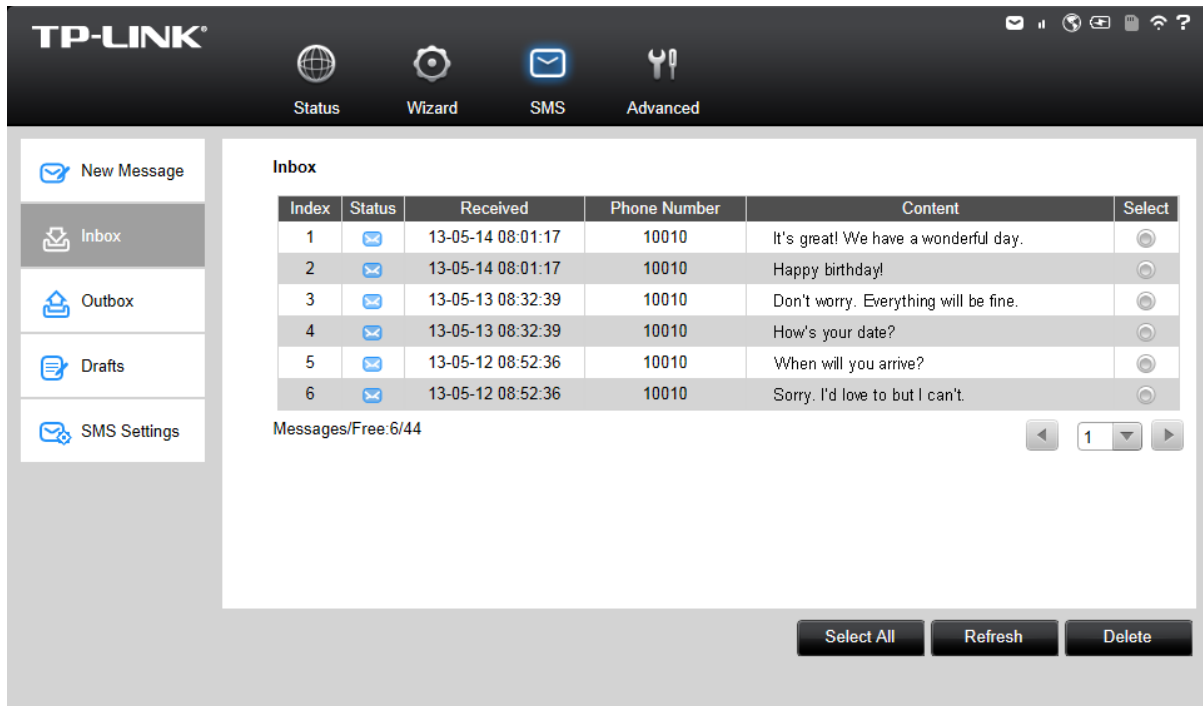 TP-LINK®
?
Status Wizard SMS Advanced
New Message
Inbox
Outbox
Drafts
SMS Settings
Inbox
Index Status Received Phone Number Content Select
1 13-05-14 08:01:17 10010 It's great! We have a wonderful day.
2 13-05-14 08:01:17 10010 Happy birthday!
3 13-05-13 08:32:39 10010 Don't worry. Everything will be fine.
4 13-05-13 08:32:39 10010 How's your date?
5 13-05-12 08:52:36 10010 When will you arrive?
6 13-05-12 08:52:36 10010 Sorry. I'd love to but I can't.
Messages/Free:6/44
1
Select All Refresh Delete